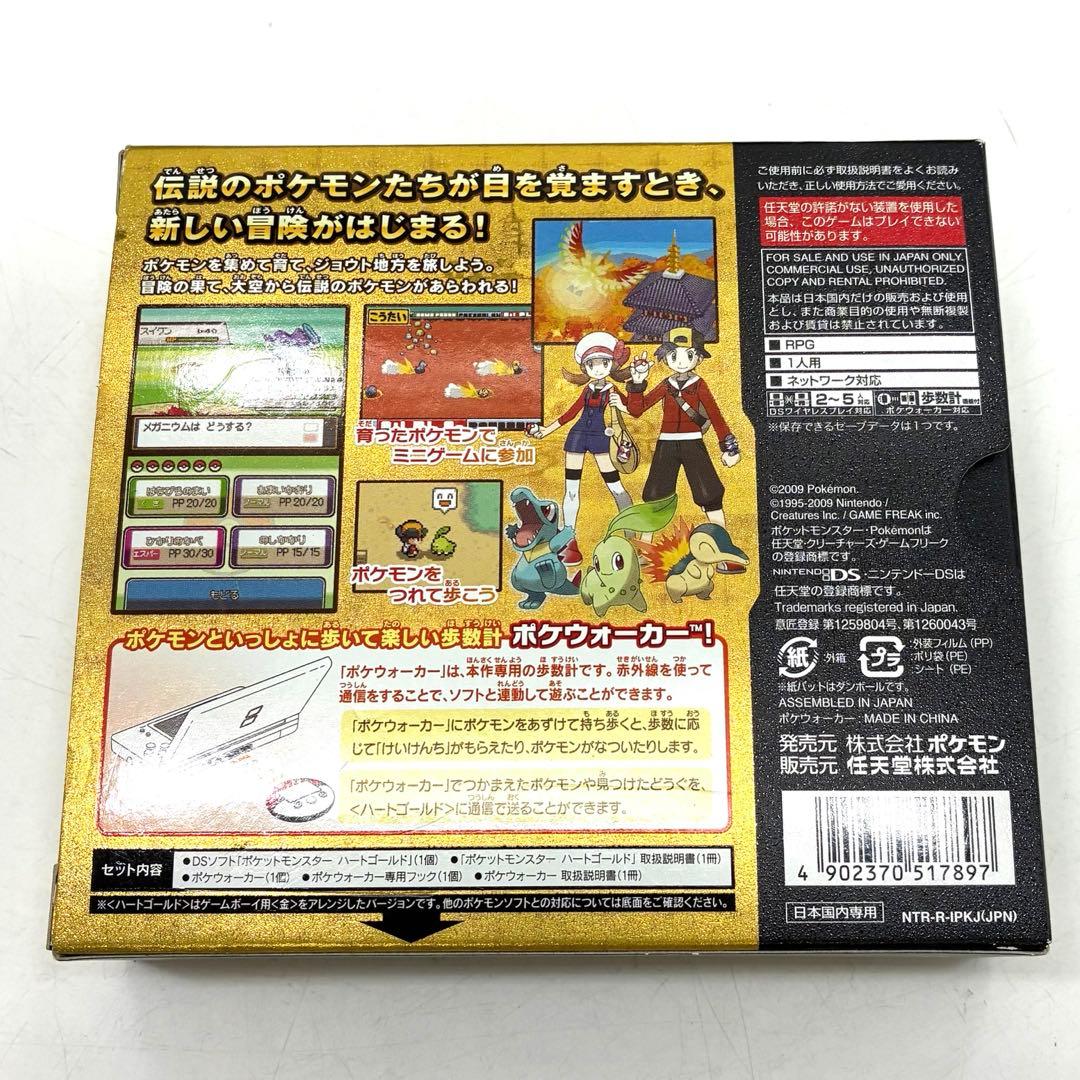 伝説のポケモンたちが目を覚ますとき、
新しい冒険がはじまる!
ポケモンを集めて育て、ジョウト地方を旅しよう。
冒険の果て、大空から伝説のポケモンがあらわれる!
スイクン
メガニウムは どうする?
はなびらのまい
PP 20/20
あまいかおり
ノーマル PP 20/20
ひかりのかべ
エスパー PP 30/30
のしかかり
ノーマル PP 15/15
もどる
こうたい
育ったポケモンで
ミニゲームに参加
ポケモンを
つれて歩こう
ポケモンといっしょに歩いて楽しい歩数計 ポケウォーカー™!
「ポケウォーカー」は、本作専用の歩数計です。赤外線を使って
通信をすることで、ソフトと連動して遊ぶことができます。
「ポケウォーカー」にポケモンをあずけて持ち歩くと、歩数に応
じて「けいけんち」がもらえたり、ポケモンがなついたりします。
「ポケウォーカー」でつかまえたポケモンや見つけたどうぐを、
<ハートゴールド>に通信で送ることができます。
セット内容
●DSソフト「ポケットモンスター ハートゴールド」(1個) ●「ポケットモンスター ハートゴールド」取扱説明書(1冊)
●ポケウォーカー(1個) ●ポケウォーカー専用フック(1個) ●ポケウォーカー 取扱説明書(1冊)
※<ハートゴールド>はゲームボーイ用<金>をアレンジしたバージョンです。他のポケモンソフトとの対応については底面をご確認ください。
ご使用前に必ず取扱説明書をよくお読み
いただき、正しい使用方法でご愛用ください。
任天堂の許諾がない装置を使用した
場合、このゲームはプレイできない
可能性があります。
FOR SALE AND USE IN JAPAN ONLY.
COMMERCIAL USE, UNAUTHORIZED
COPY AND RENTAL PROHIBITED.
本品は日本国内だけの販売および使用
とし、また商業目的の使用や無断複製
および賃貸は禁止されています。
■ RPG
■ 1人用
■ ネットワーク対応
2~5人対応
DSワイヤレスプレイ対応
歩数計機能付
ポケウォーカー対応
※保存できるセーブデータは1つです。
©2009 Pokémon.
©1995-2009 Nintendo /
Creatures Inc. / GAME FREAK inc.
ポケットモンスター・Pokémonは
任天堂・クリーチャーズ・ゲームフリーク
の登録商標です。
NINTENDO DS・ニンテンドーDSは
任天堂の登録商標です。
Trademarks registered in Japan.
意匠登録 第1259804号、第1260043号
紙
:外箱
プラ
:外装フィルム(PP)
:ポリ袋(PE)
:シート(PE)
※紙パットはダンボールです。
ASSEMBLED IN JAPAN
ポケウォーカー:MADE IN CHINA
発売元 株式会社 ポケモン
販売元 任天堂株式会社
4 902370 517897
日本国内専用
NTR-R-IPKJ(JPN)